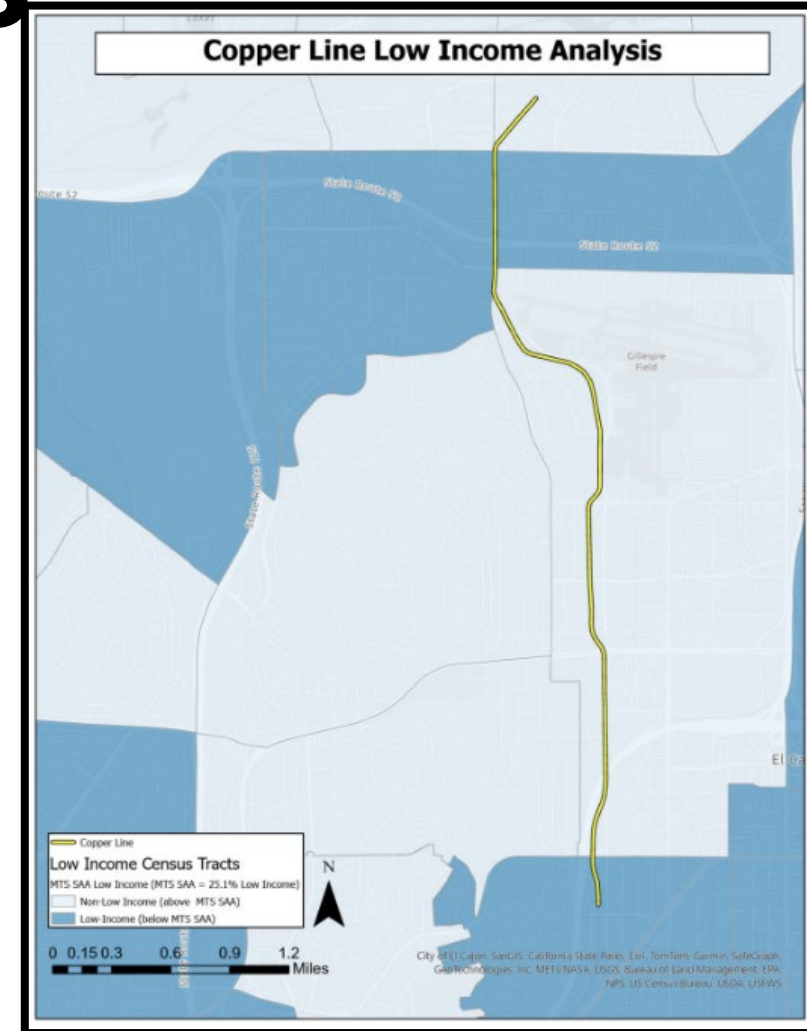 Copper Line Low Income Analysis
oute 52
State Route 52
State Route 52
Gillespie
Field
State Route 125
El Ca
Copper Line
Low Income Census Tracts
MTS SAA Low Income (MTS SAA = 25.1% Low Income)
Non-Low Income (above MTS SAA)
Low-Income (below MTS SAA)
N
0 0.15 0.3 0.6 0.9 1.2
Miles
City of El Cajon, SanGIS, California State Parks, Esri, TomTom, Garmin, SafeGraph,
GeoTechnologies, Inc, METI/NASA, USGS, Bureau of Land Management, EPA,
NPS, US Census Bureau, USDA, USFWS